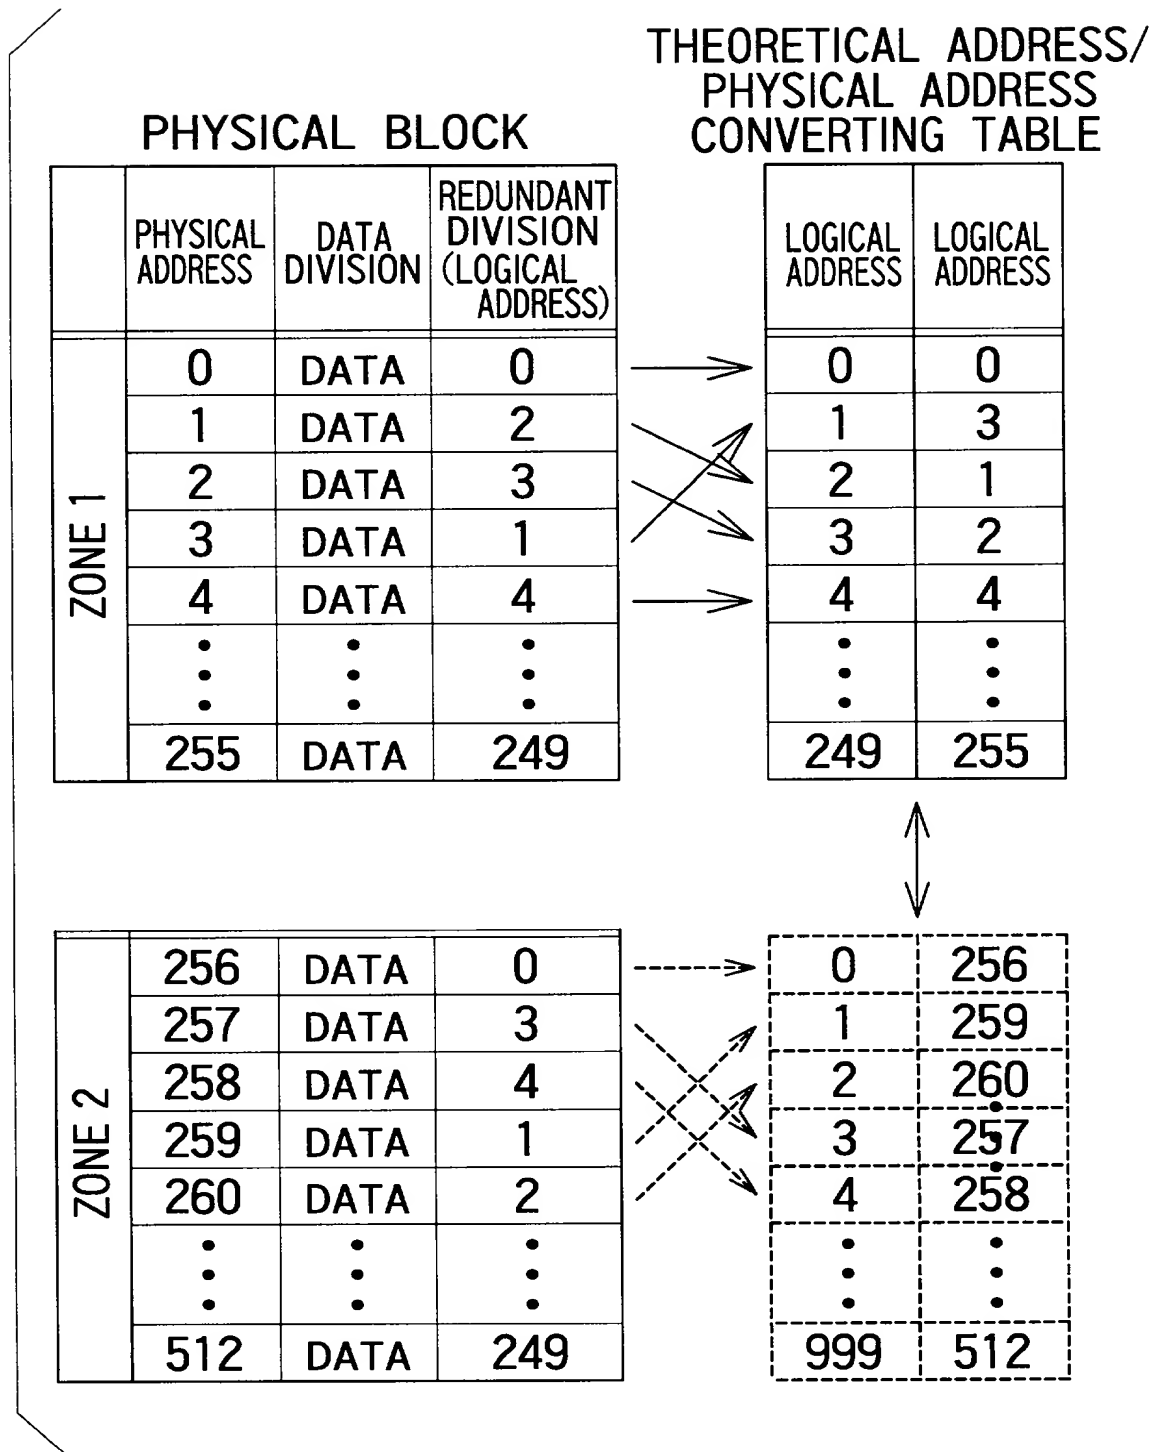 THEORETICAL ADDRESS/
PHYSICAL ADDRESS
CONVERTING TABLE
PHYSICAL BLOCK
PHYSICAL ADDRESS DATA DIVISION REDUNDANT DIVISION (LOGICAL ADDRESS) LOGICAL ADDRESS LOGICAL ADDRESS
ZONE 1
0 DATA 0 0 0
1 DATA 2 1 3
2 DATA 3 2 1
3 DATA 1 3 2
4 DATA 4 4 4
255 DATA 249 249 255
ZONE 2
256 DATA 0 0 256
257 DATA 3 1 259
258 DATA 4 2 260
259 DATA 1 3 257
260 DATA 2 4 258
512 DATA 249 999 512